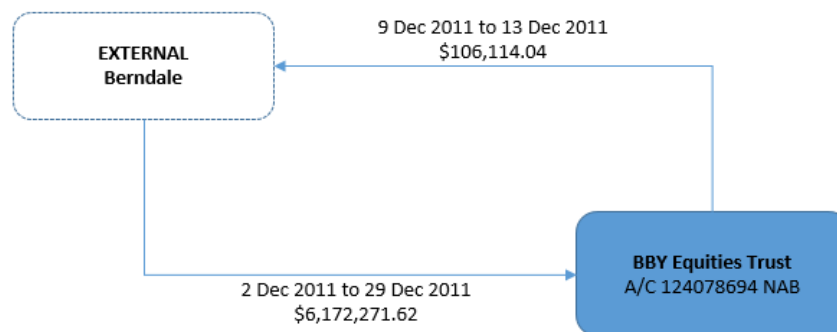 9 Dec 2011 to 13 Dec 2011
$106,114.04
EXTERNAL
Berndale
BBY Equities Trust
A/C 124078694 NAB
2 Dec 2011 to 29 Dec 2011
$6,172,271.62